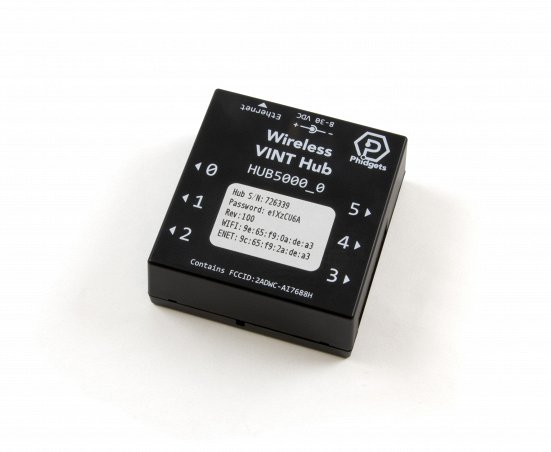 Ethernet
8-30 VDC
+ -
Wireless
VINT Hub
HUB5000_0
Phidgets
0
1
2
5
4
3
Hub S/N:726339
Password: eiXzCU6A
Rev:100
WIFI: 9e:65:f9:0a:de:a3
ENET: 9c:65:f9:2a:de:a3
Contains FCCID:2ADWC-AI7688H